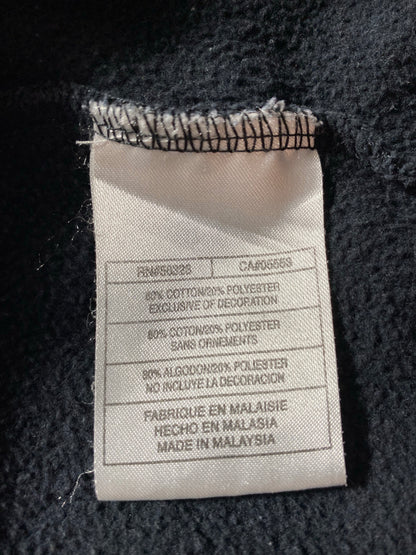 RN#56323 CA#05553
80% COTTON/20% POLYESTER
EXCLUSIVE OF DECORATION
80% COTON/20% POLYESTER
SANS ORNEMENTS
80% ALGODON/20% POLIESTER
NO INCLUYE LA DECORACION
FABRIQUE EN MALAISIE
HECHO EN MALASIA
MADE IN MALAYSIA